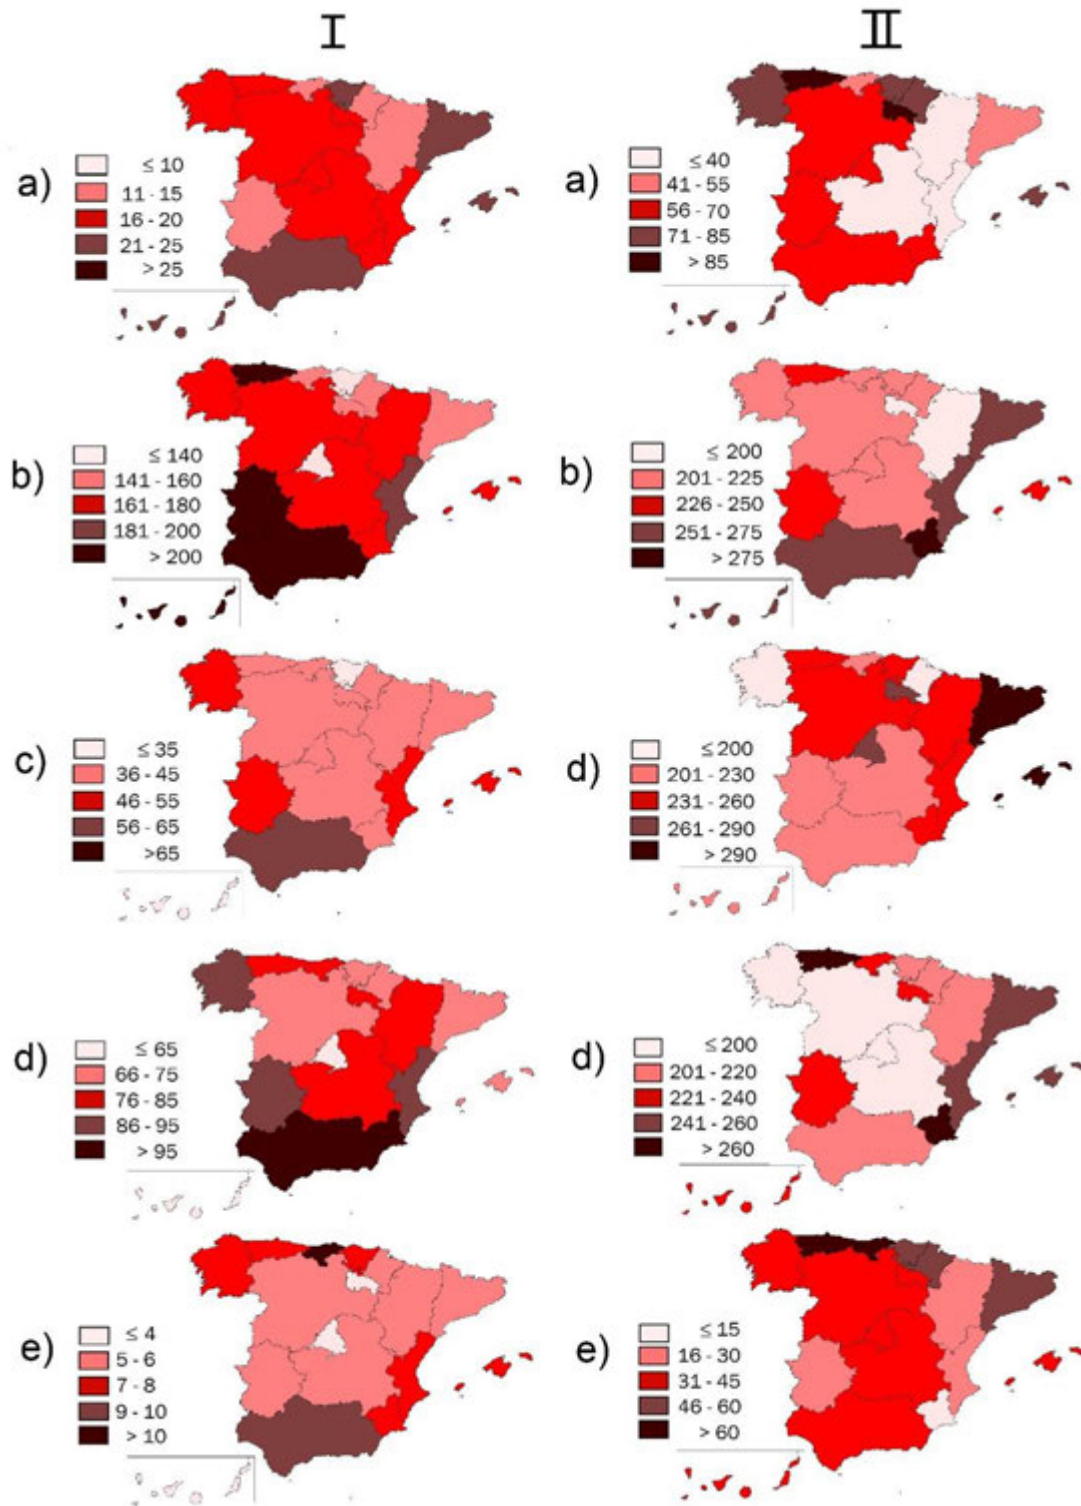 I
II
a)
≤ 10
11 - 15
16 - 20
21 - 25
> 25
a)
≤ 40
41 - 55
56 - 70
71 - 85
> 85
b)
≤ 140
141 - 160
161 - 180
181 - 200
> 200
b)
≤ 200
201 - 225
226 - 250
251 - 275
> 275
c)
≤ 35
36 - 45
46 - 55
56 - 65
>65
d)
≤ 200
201 - 230
231 - 260
261 - 290
> 290
d)
≤ 65
66 - 75
76 - 85
86 - 95
> 95
d)
≤ 200
201 - 220
221 - 240
241 - 260
> 260
e)
≤ 4
5 - 6
7 - 8
9 - 10
> 10
e)
≤ 15
16 - 30
31 - 45
46 - 60
> 60